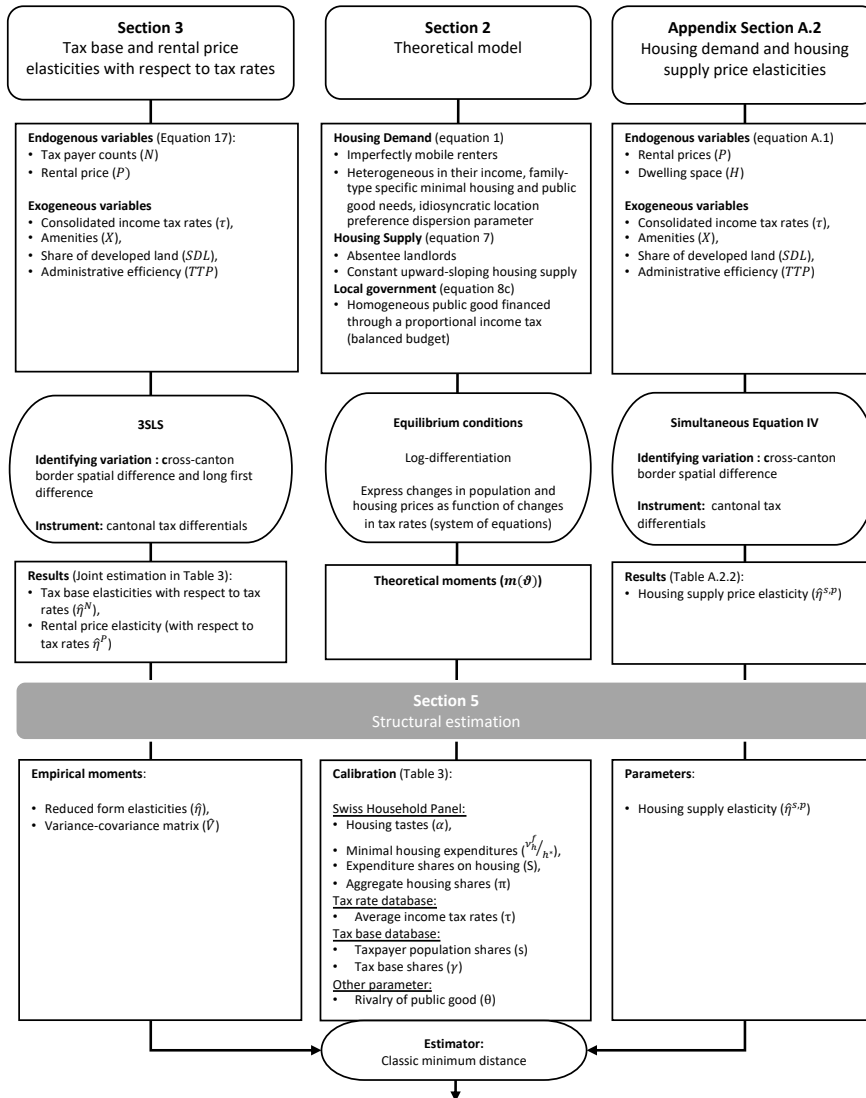 Section 3
Tax base and rental price
elasticities with respect to tax rates
Section 2
Theoretical model
Appendix Section A.2
Housing demand and housing
supply price elasticities
Endogenous variables (Equation 17):
• Tax payer counts (N)
• Rental price (P)
Exogeneous variables
• Consolidated income tax rates (τ),
• Amenities (X),
• Share of developed land (SDL)
• Administrative efficiency (TTP)
Housing Demand (equation 1)
• Imperfectly mobile renters
• Heterogeneous in their income, family-
type specific minimal housing and public
good needs, idiosyncratic location
preference dispersion parameter
Housing Supply (equation 7)
• Absentee landlords
• Constant upward-sloping housing supply
Local government (equation 8c)
• Homogeneous public good financed
through a proportional income tax
(balanced budget)
Endogenous variables (equation A.1)
• Rental prices (P)
• Dwelling space (H)
Exogeneous variables
• Consolidated income tax rates (τ),
• Amenities (X),
• Share of developed land (SDL),
• Administrative efficiency (TTP)
3SLS
Identifying variation : cross-canton
border spatial difference and long first
difference
Instrument: cantonal tax differentials
Equilibrium conditions
Log-differentiation
Express changes in population and
housing prices as function of changes
in tax rates (system of equations)
Simultaneous Equation IV
Identifying variation : cross-canton
border spatial difference
Instrument: cantonal tax
differentials
Results (Joint estimation in Table 3):
• Tax base elasticities with respect to tax
rates (η̂^N),
• Rental price elasticity (with respect to
tax rates η̂^P)
Theoretical moments (m(ϑ))
Results (Table A.2.2):
• Housing supply price elasticity (η̂^{s,p})
Section 5
Structural estimation
Empirical moments:
• Reduced form elasticities (η̂),
• Variance-covariance matrix (V̂)
Calibration (Table 3):
Swiss Household Panel:
• Housing tastes (α),
• Minimal housing expenditures (ν_h^f/h*),
• Expenditure shares on housing (S),
• Aggregate housing shares (π)
Tax rate database:
• Average income tax rates (τ)
Tax base database:
• Taxpayer population shares (s)
• Tax base shares (γ)
Other parameter:
• Rivalry of public good (θ)
Parameters:
• Housing supply elasticity (η̂^{s,p})
Estimator:
Classic minimum distance